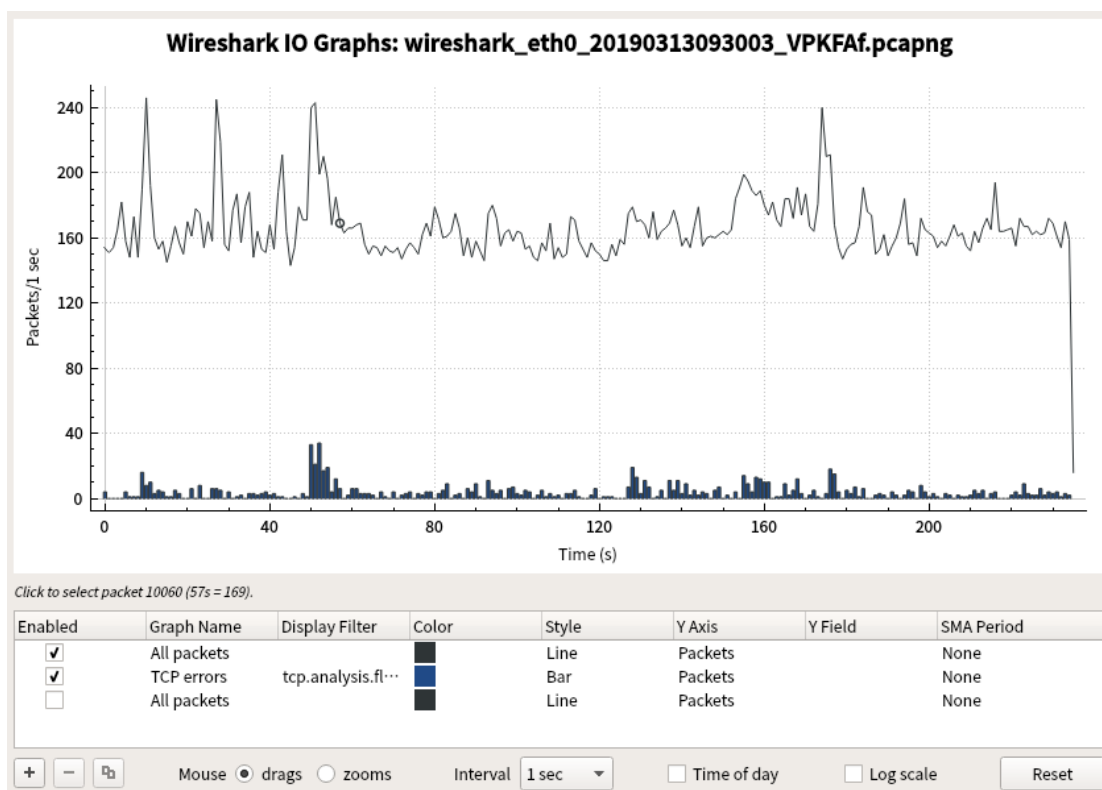 Wireshark IO Graphs: wireshark_eth0_20190313093003_VPKFAf.pcapng
240
200
160
120
80
40
0
Packets/1 sec
0 40 80 120 160 200
Time (s)
Click to select packet 10060 (57s = 169).
Enabled Graph Name Display Filter Color Style Y Axis Y Field SMA Period
✓ All packets Line Packets None
✓ TCP errors tcp.analysis.fl··· Bar Packets None
All packets Line Packets None
+ − Mouse drags zooms Interval 1 sec Time of day Log scale Reset